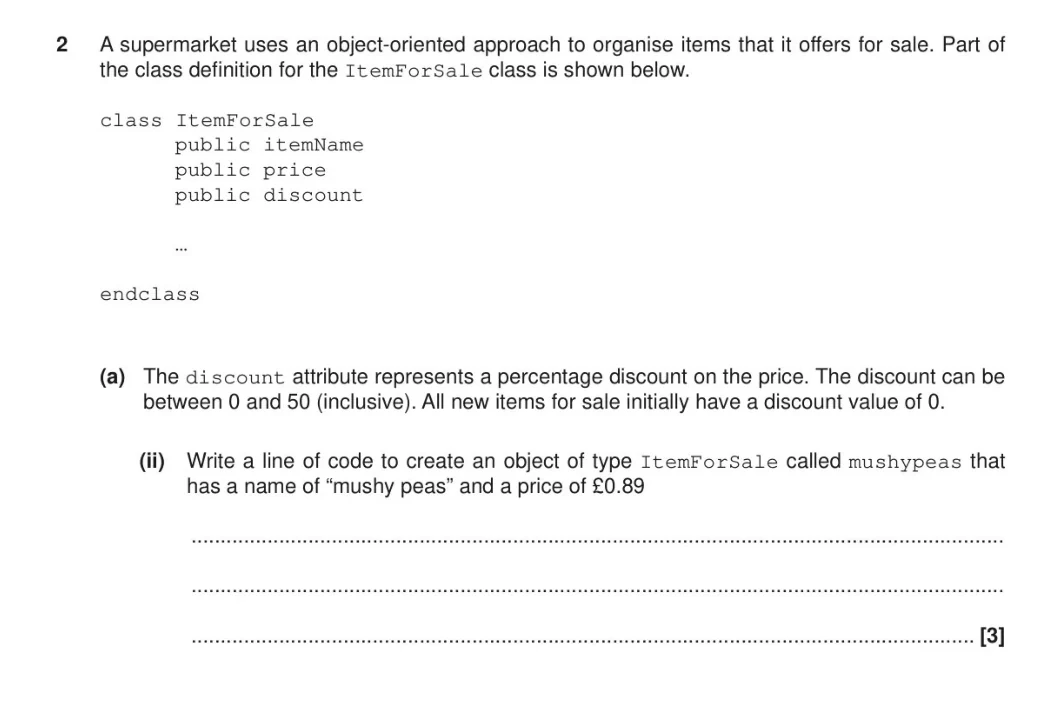 2 A supermarket uses an object-oriented approach to organise items that it offers for sale. Part of
the class definition for the ItemForSale class is shown below.
class ItemForSale
public itemName
public price
public discount
...
endclass
(a) The discount attribute represents a percentage discount on the price. The discount can be
between 0 and 50 (inclusive). All new items for sale initially have a discount value of 0.
(ii) Write a line of code to create an object of type ItemForSale called mushypeas that
has a name of “mushy peas” and a price of £0.89
[3]